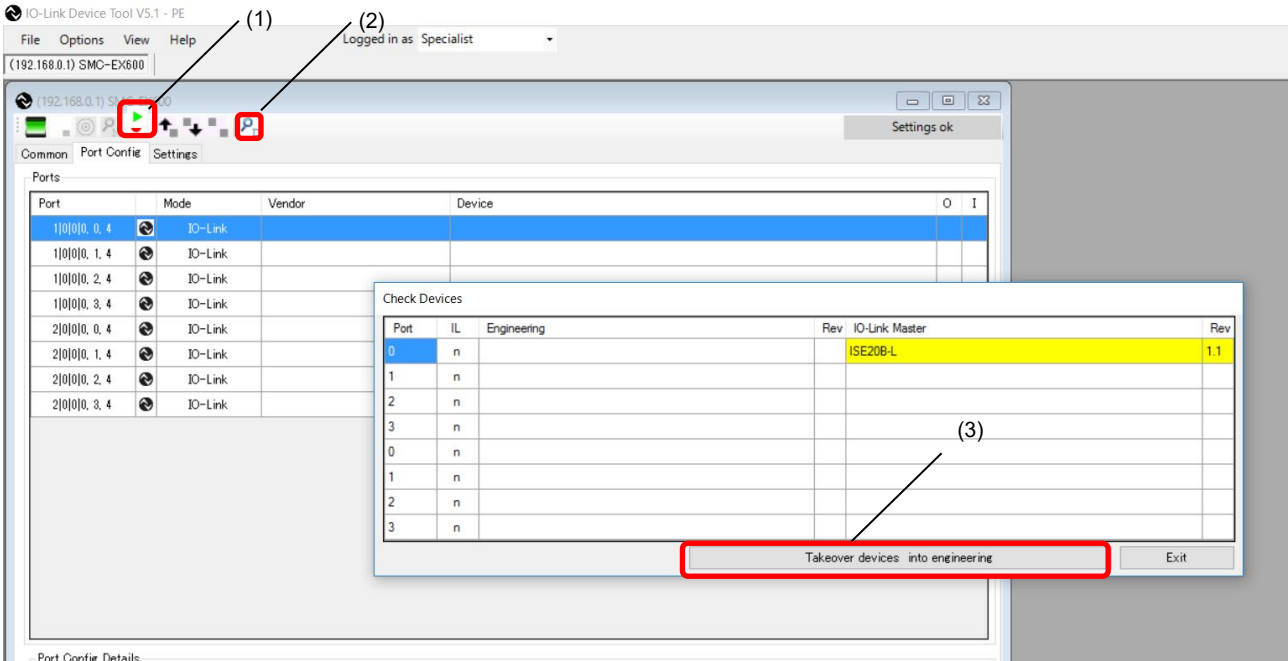 IO-Link Device Tool V5.1 - PE
(1)
(2)
File Options View Help
Logged in as Specialist
(192.168.0.1) SMC-EX600
Settings ok
Common Port Config Settings
Ports
Port Mode Vendor Device O I
1|0|0|0, 0, 4 IO-Link
1|0|0|0, 1, 4 IO-Link
1|0|0|0, 2, 4 IO-Link
1|0|0|0, 3, 4 IO-Link
2|0|0|0, 0, 4 IO-Link
2|0|0|0, 1, 4 IO-Link
2|0|0|0, 2, 4 IO-Link
2|0|0|0, 3, 4 IO-Link
Check Devices
Port IL Engineering Rev IO-Link Master Rev
0 n ISE20B-L 1.1
1 n
2 n
3 n
0 n
1 n
2 n
3 n
(3)
Takeover devices into engineering
Exit
Port Config Details